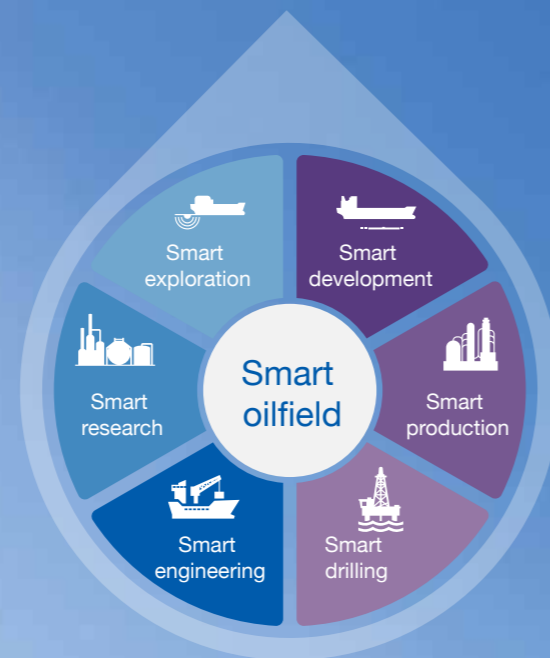 Smart
exploration
Smart
development
Smart
research
Smart
oilfield
Smart
production
Smart
engineering
Smart
drilling